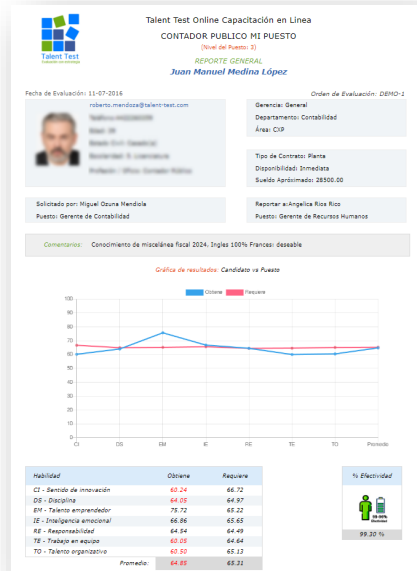 Talent Test
Talent Test Online Capacitación en Linea
CONTADOR PUBLICO MI PUESTO
(Nivel del Puesto: 3)
REPORTE GENERAL
Juan Manuel Medina López
Fecha de Evaluación: 11-07-2016
Orden de Evaluación: DEMO-1
roberto.mendoza@talent-test.com
Gerencia: General
Departamento: Contabilidad
Área: CXP
Tipo de Contrato: Planta
Disponibilidad: Inmediata
Sueldo Apróximado: 28500.00
Solicitado por: Miguel Ozuna Mendiola
Puesto: Gerente de Contabilidad
Reportar a:Angelica Rios Rico
Puesto: Gerente de Recursos Humanos
Comentarios: Conocimiento de miscelánea fiscal 2024, Ingles 100% Frances: deseable
Gráfica de resultados. Candidato vs Puesto
Obtiene Requiere
100
90
80
70
60
50
40
30
20
10
0
CI DS EM IE RE TE TO Promedio
Habilidad Obtiene Requiere
CI - Sentido de innovación 60.24 66.72
DS - Disciplina 64.05 64.97
EM - Talento emprendedor 75.72 65.22
IE - Inteligencia emocional 66.86 65.65
RE - Responsabilidad 64.54 64.49
TE - Trabajo en equipo 60.05 64.64
TO - Talento organizativo 60.50 65.13
Promedio: 64.85 65.31
% Efectividad
Efectividad
99.30 %